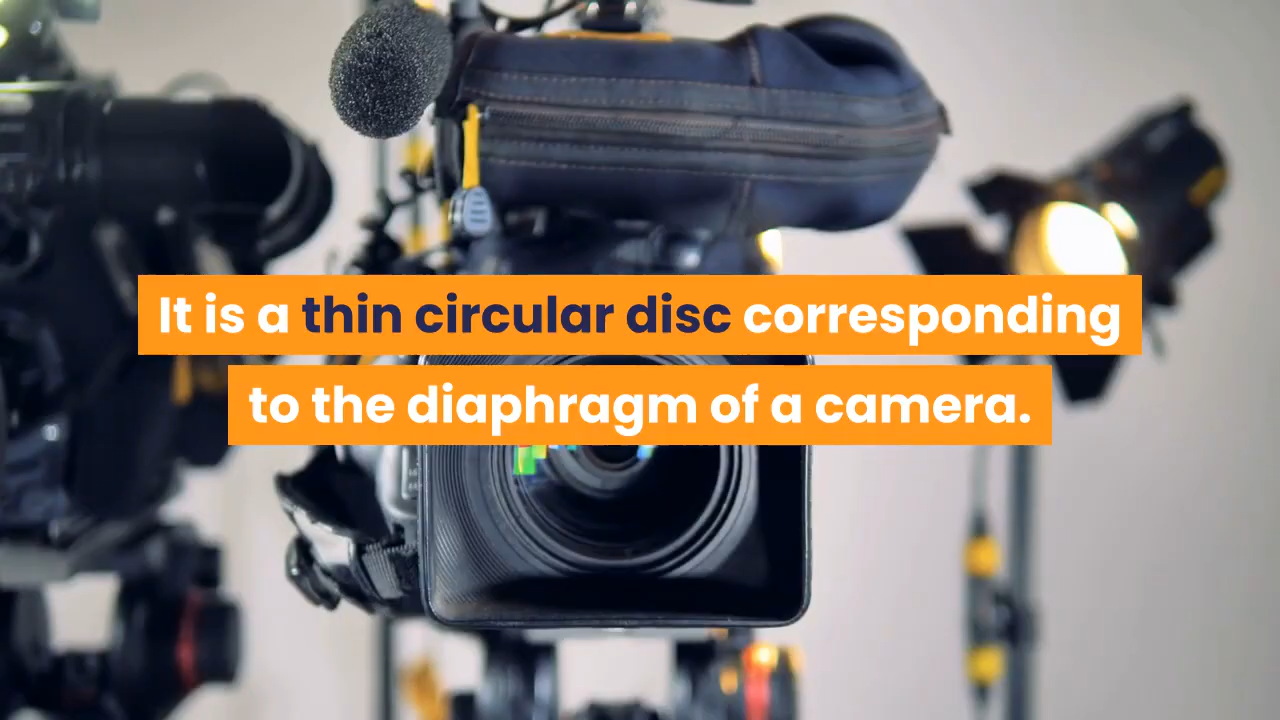 It is a thin circular disc corresponding
to the diaphragm of a camera.